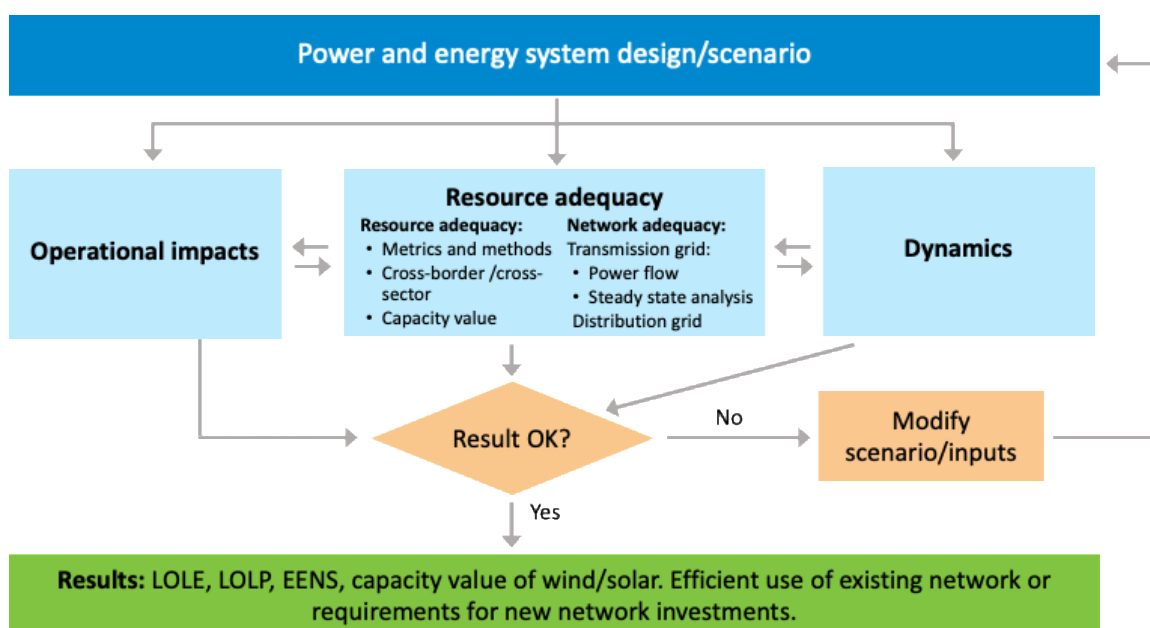 Power and energy system design/scenario
Operational impacts
Resource adequacy
Resource adequacy:
• Metrics and methods
• Cross-border /cross-
sector
• Capacity value
Network adequacy:
Transmission grid:
• Power flow
• Steady state analysis
Distribution grid
Dynamics
Result OK?
No
Modify
scenario/inputs
Yes
Results: LOLE, LOLP, EENS, capacity value of wind/solar. Efficient use of existing network or
requirements for new network investments.